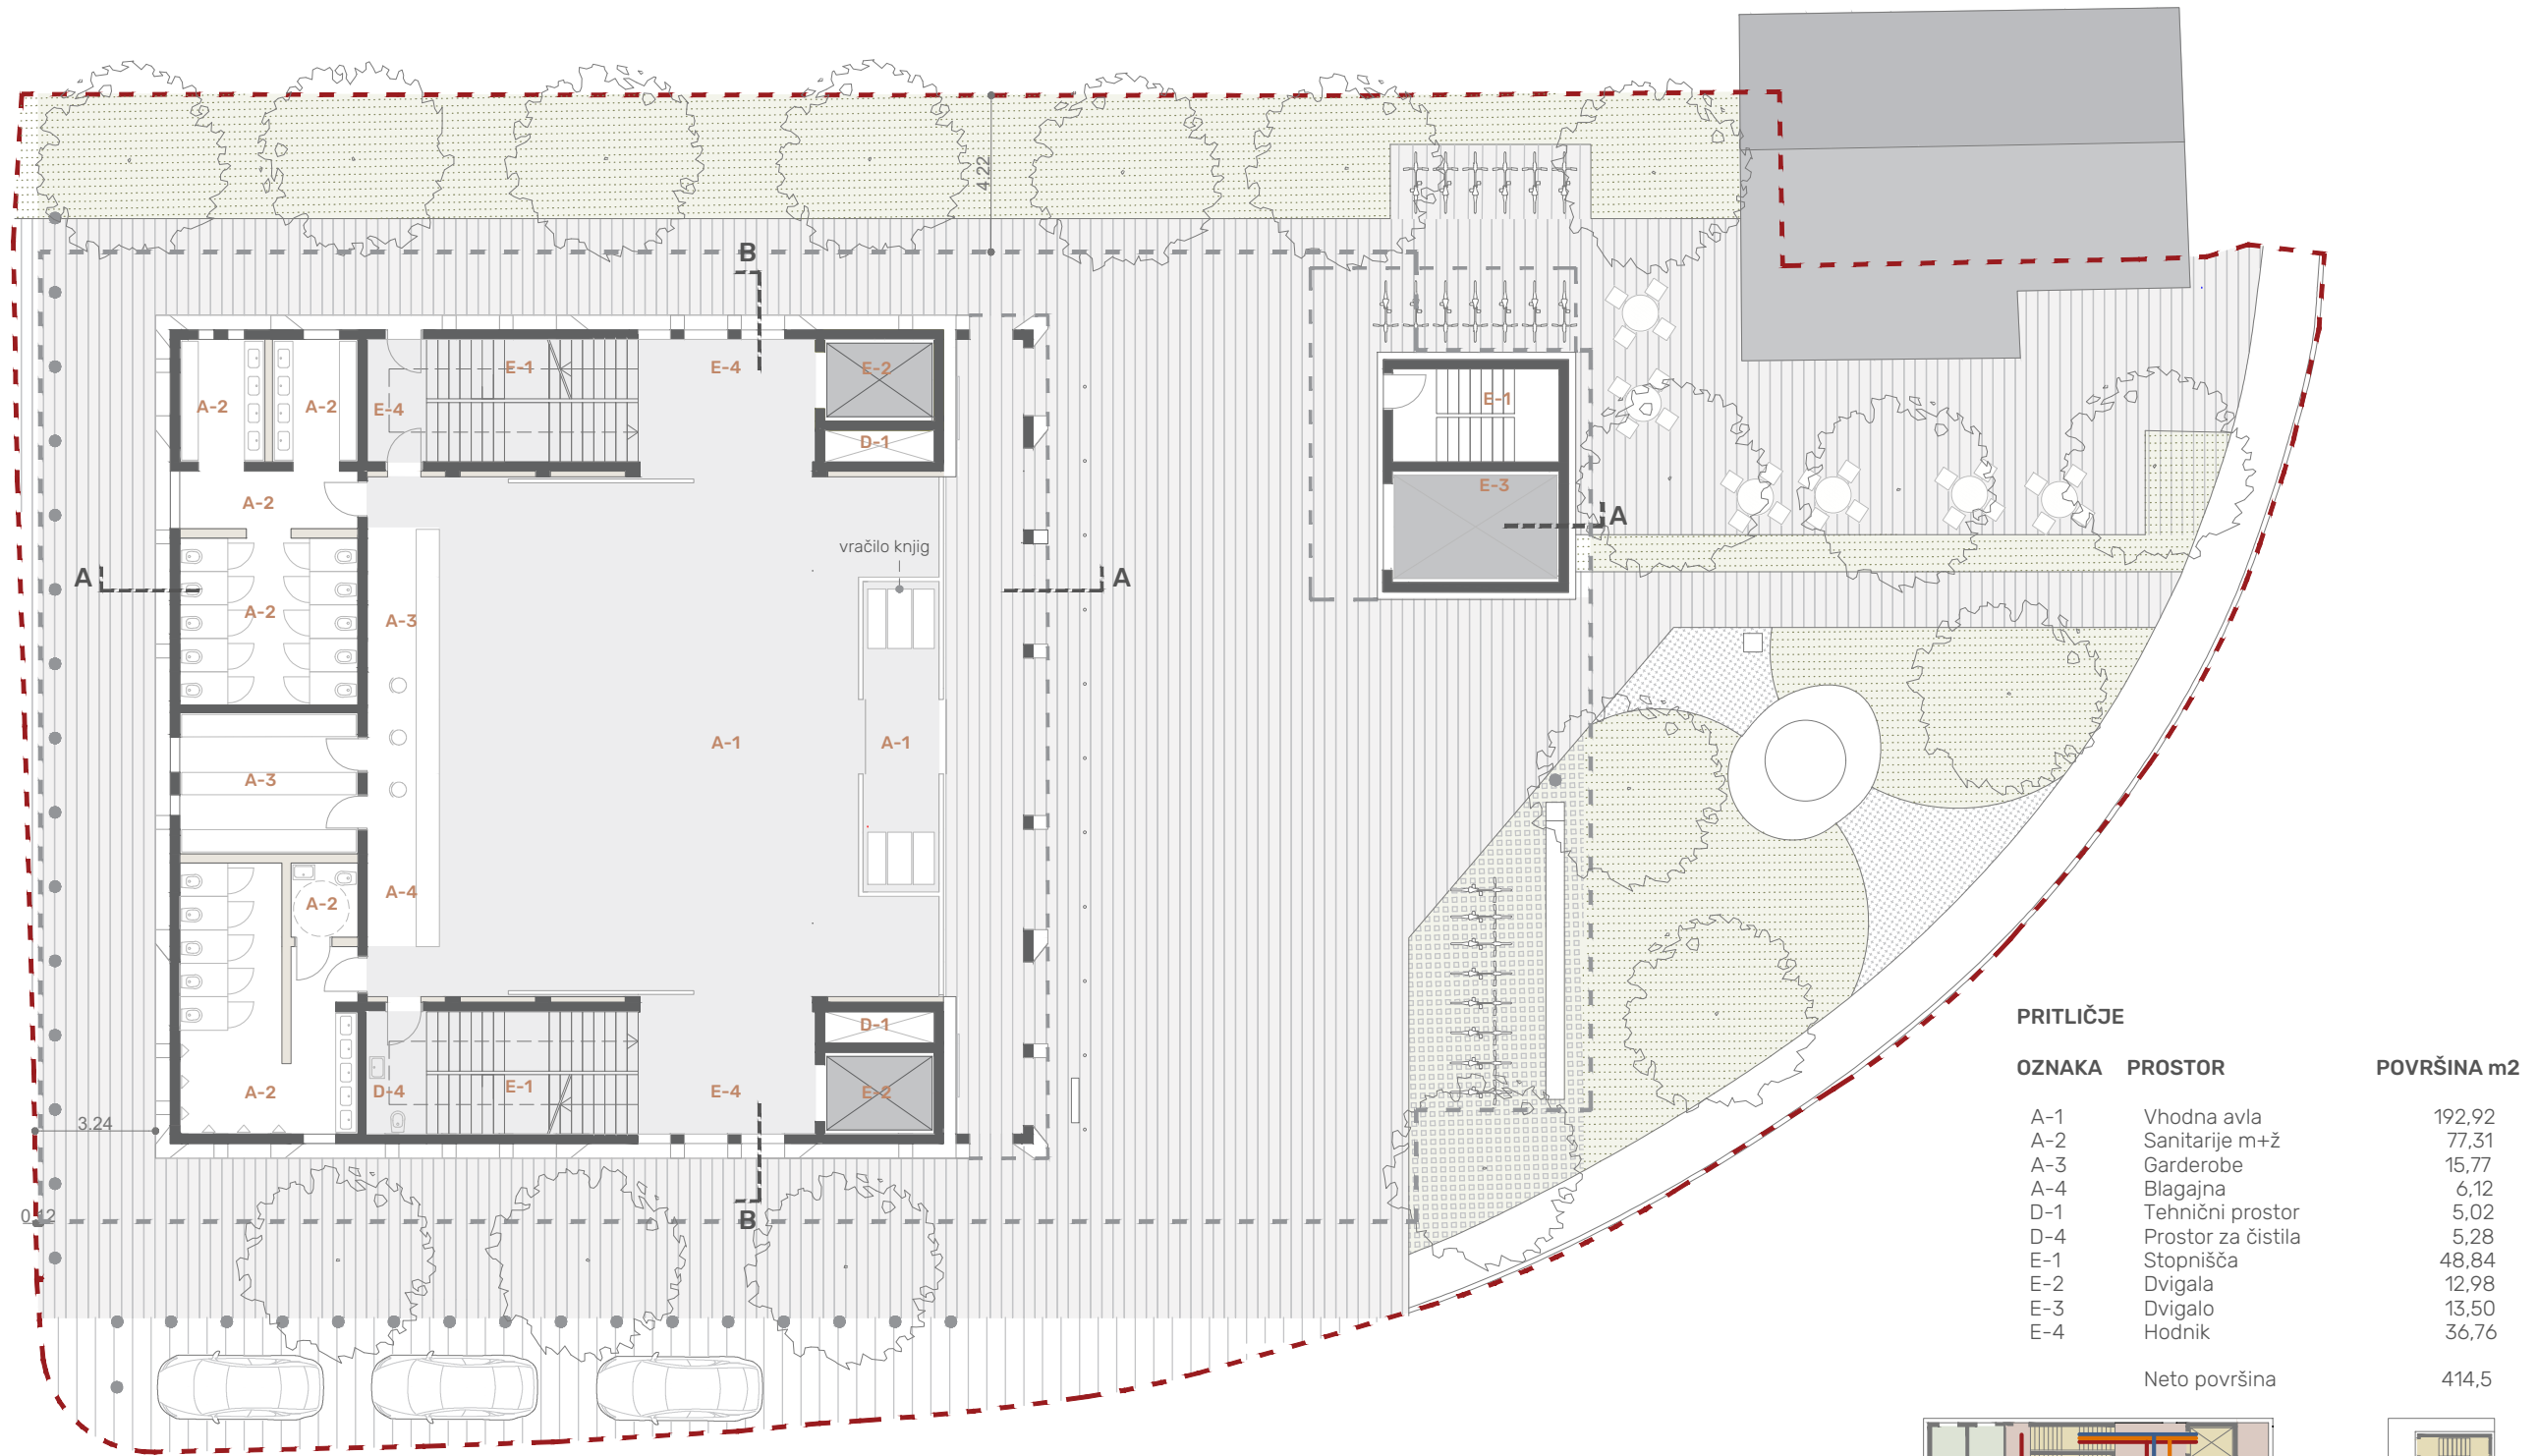 4.22
B
E-1
E-4
E-2
A-2
A-2
E-4
D-1
E-1
A-2
E-3
A
vračilo knjig
A
A
A-2
A-3
A-1
A-1
A-3
A-4
A-2
D-1
A-2
D-4
E-1
E-4
E-2
3.24
0.12
B
PRITLIČJE
OZNAKA PROSTOR POVRŠINA m2
A-1 Vhodna avla 192,92
A-2 Sanitarije m+ž 77,31
A-3 Garderobe 15,77
A-4 Blagajna 6,12
D-1 Tehnični prostor 5,02
D-4 Prostor za čistila 5,28
E-1 Stopnišča 48,84
E-2 Dvigala 12,98
E-3 Dvigalo 13,50
E-4 Hodnik 36,76
Neto površina 414,5